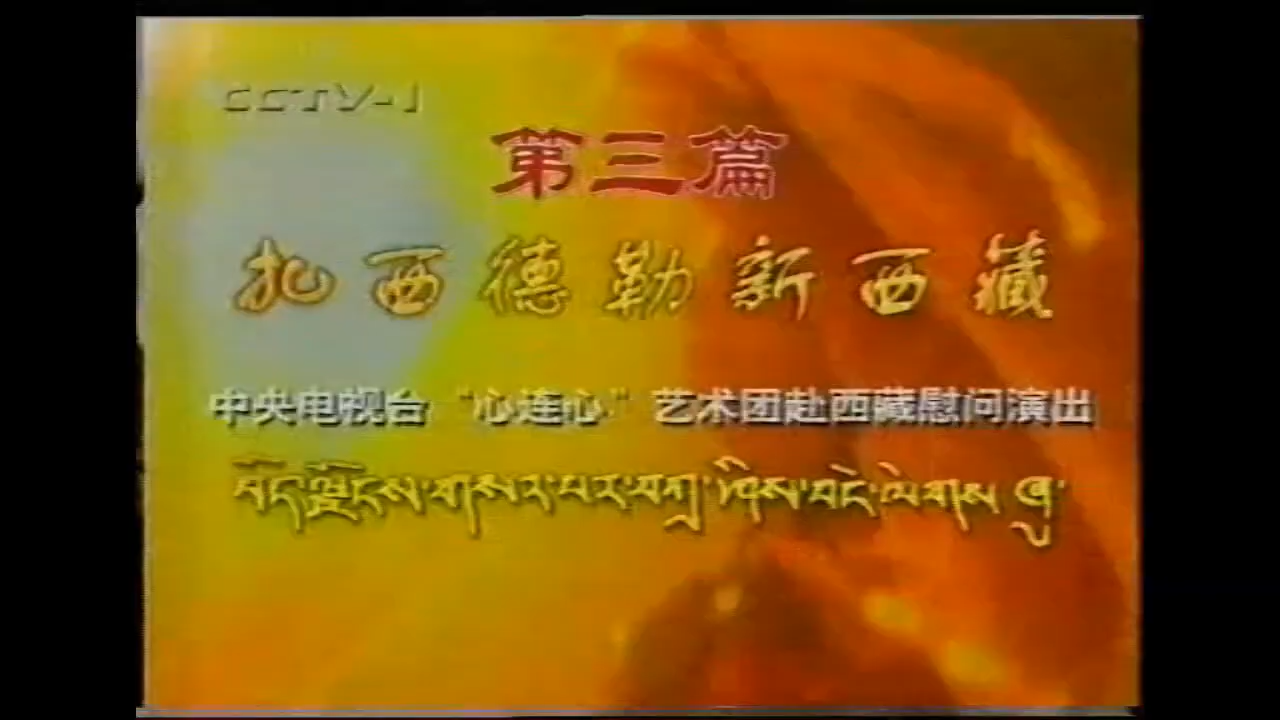 CCTV-1
第三篇
扎西德勒新西藏
中央电视台“心连心”艺术团赴西藏慰问演出
བོད་ལྗོངས་གསར་པར་བཀྲ་ཤིས་བདེ་ལེགས་ཞུ་